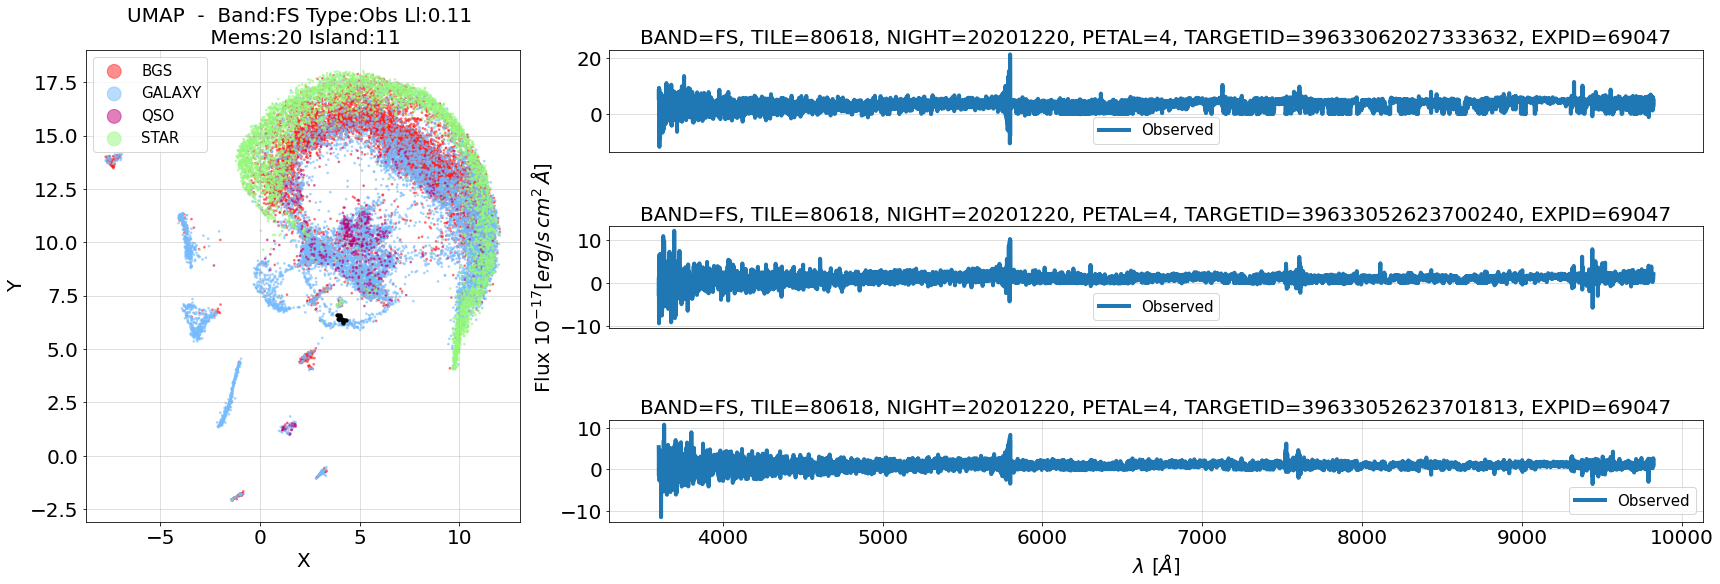 UMAP - Band:FS Type:Obs Ll:0.11
Mems:20 Island:11
BGS
GALAXY
QSO
STAR
17.5
15.0
12.5
10.0
7.5
5.0
2.5
0.0
−2.5
Y
−5
0
5
10
X
Flux 10⁻¹⁷[erg/s cm² Å]
BAND=FS, TILE=80618, NIGHT=20201220, PETAL=4, TARGETID=39633062027333632, EXPID=69047
20
0
Observed
BAND=FS, TILE=80618, NIGHT=20201220, PETAL=4, TARGETID=39633052623700240, EXPID=69047
10
0
−10
Observed
BAND=FS, TILE=80618, NIGHT=20201220, PETAL=4, TARGETID=39633052623701813, EXPID=69047
10
0
−10
Observed
4000
5000
6000
7000
8000
9000
10000
λ [Å]